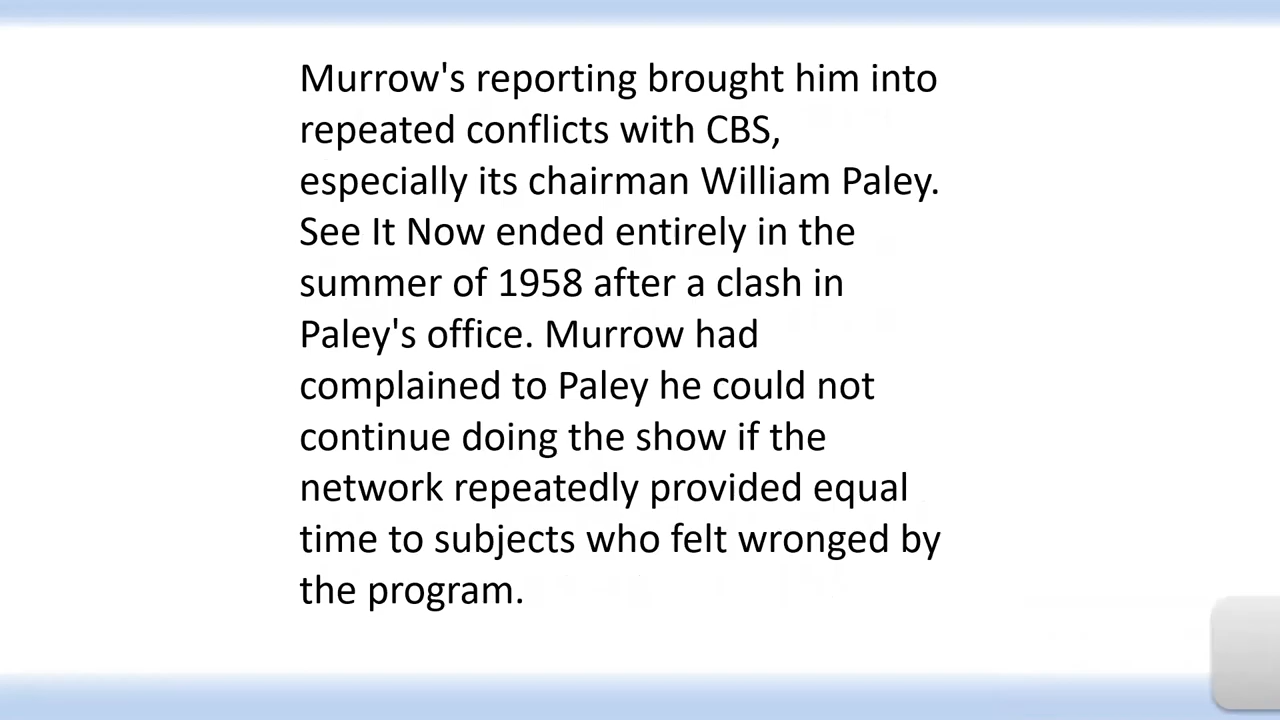 Murrow's reporting brought him into
repeated conflicts with CBS,
especially its chairman William Paley.
See It Now ended entirely in the
summer of 1958 after a clash in
Paley's office. Murrow had
complained to Paley he could not
continue doing the show if the
network repeatedly provided equal
time to subjects who felt wronged by
the program.